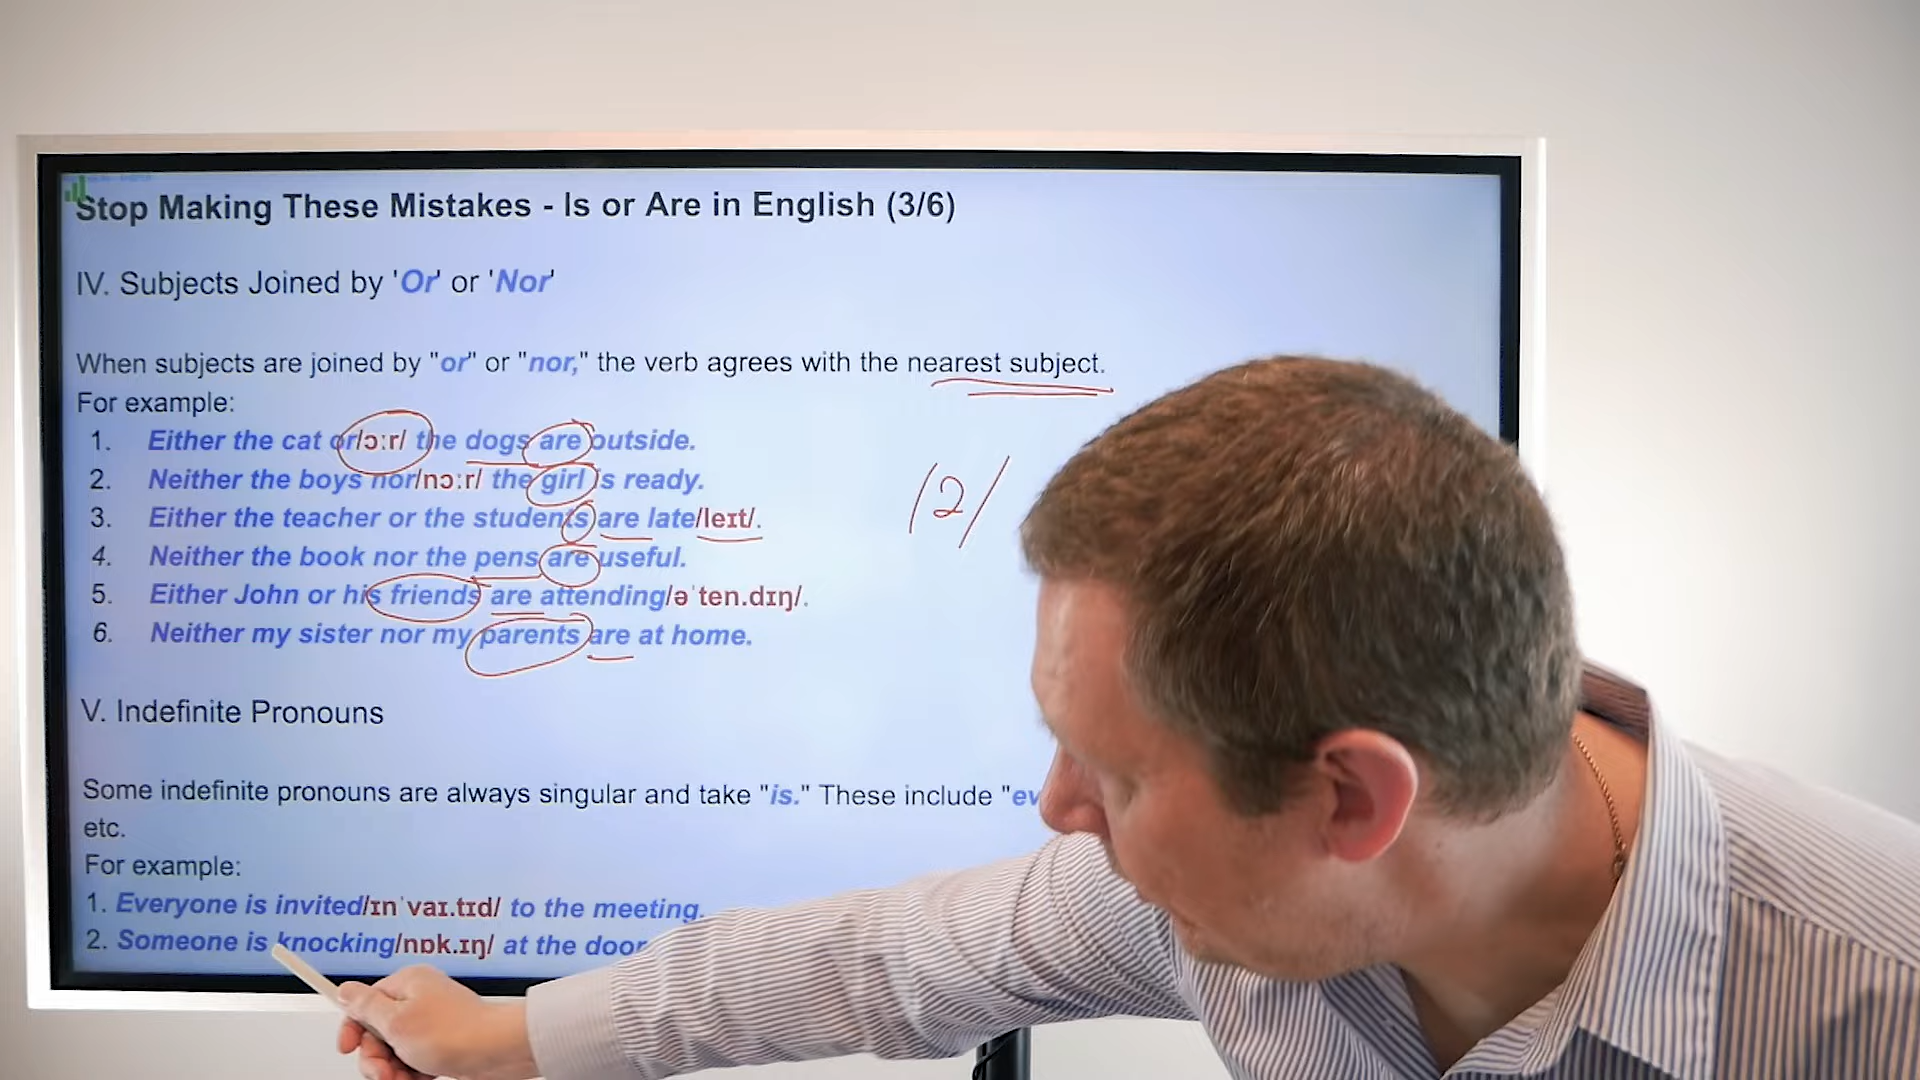 Stop Making These Mistakes - Is or Are in English (3/6)
IV. Subjects Joined by 'Or' or 'Nor'
When subjects are joined by "or" or "nor," the verb agrees with the nearest subject.
For example:
1. Either the cat or/ɔːr/ the dogs are outside.
2. Neither the boys nor/nɔːr/ the girl is ready.
3. Either the teacher or the students are late/leɪt/.
4. Neither the book nor the pens are useful.
5. Either John or his friends are attending/əˈten.dɪŋ/.
6. Neither my sister nor my parents are at home.
/2/
V. Indefinite Pronouns
Some indefinite pronouns are always singular and take "is." These include "ev
etc.
For example:
1. Everyone is invited/ɪnˈvaɪ.tɪd/ to the meeting.
2. Someone is knocking/nɒk.ɪŋ/ at the door